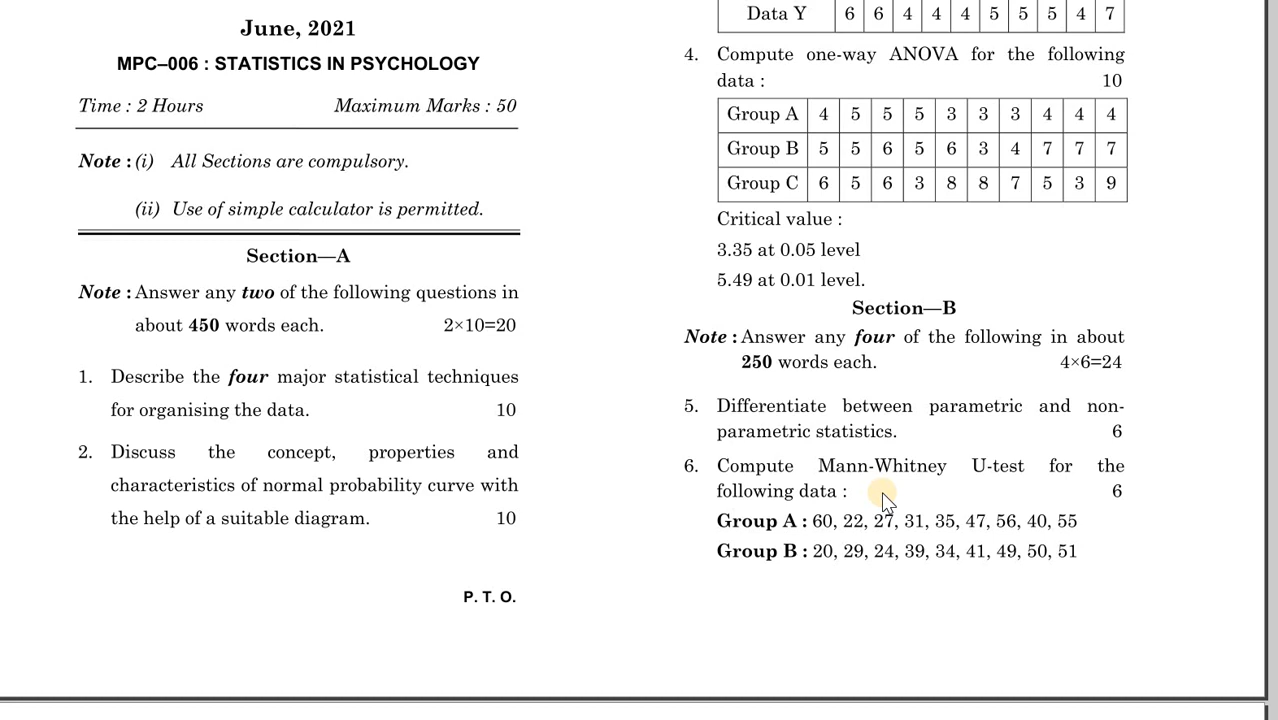 June, 2021
MPC–006 : STATISTICS IN PSYCHOLOGY
Time : 2 Hours Maximum Marks : 50
Note : (i) All Sections are compulsory.
(ii) Use of simple calculator is permitted.
Section—A
Note : Answer any two of the following questions in
about 450 words each. 2×10=20
1. Describe the four major statistical techniques
for organising the data. 10
2. Discuss the concept, properties and
characteristics of normal probability curve with
the help of a suitable diagram. 10
P. T. O.
Data Y 6 6 4 4 4 5 5 5 4 7
4. Compute one-way ANOVA for the following
data : 10
Group A 4 5 5 5 3 3 3 4 4 4
Group B 5 5 6 5 6 3 4 7 7 7
Group C 6 5 6 3 8 8 7 5 3 9
Critical value :
3.35 at 0.05 level
5.49 at 0.01 level.
Section—B
Note : Answer any four of the following in about
250 words each. 4×6=24
5. Differentiate between parametric and non-
parametric statistics. 6
6. Compute Mann-Whitney U-test for the
following data : 6
Group A : 60, 22, 27, 31, 35, 47, 56, 40, 55
Group B : 20, 29, 24, 39, 34, 41, 49, 50, 51